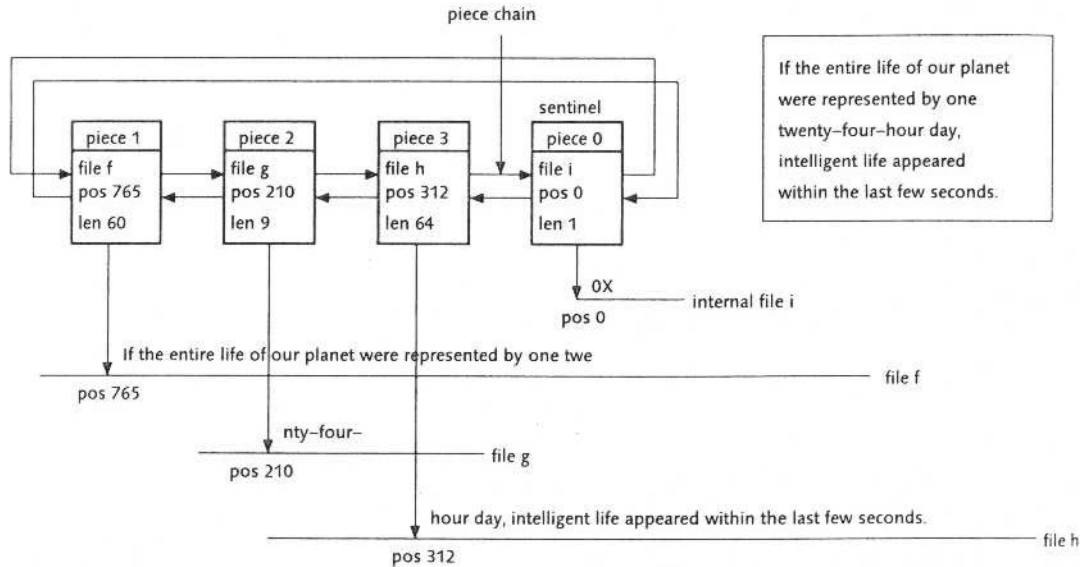 piece chain
If the entire life of our planet
were represented by one
twenty–four–hour day,
intelligent life appeared
within the last few seconds.
sentinel
piece 1
file f
pos 765
len 60
piece 2
file g
pos 210
len 9
piece 3
file h
pos 312
len 64
piece 0
file i
pos 0
len 1
0X
internal file i
pos 0
If the entire life of our planet were represented by one twe
file f
pos 765
nty–four–
file g
pos 210
hour day, intelligent life appeared within the last few seconds.
file h
pos 312